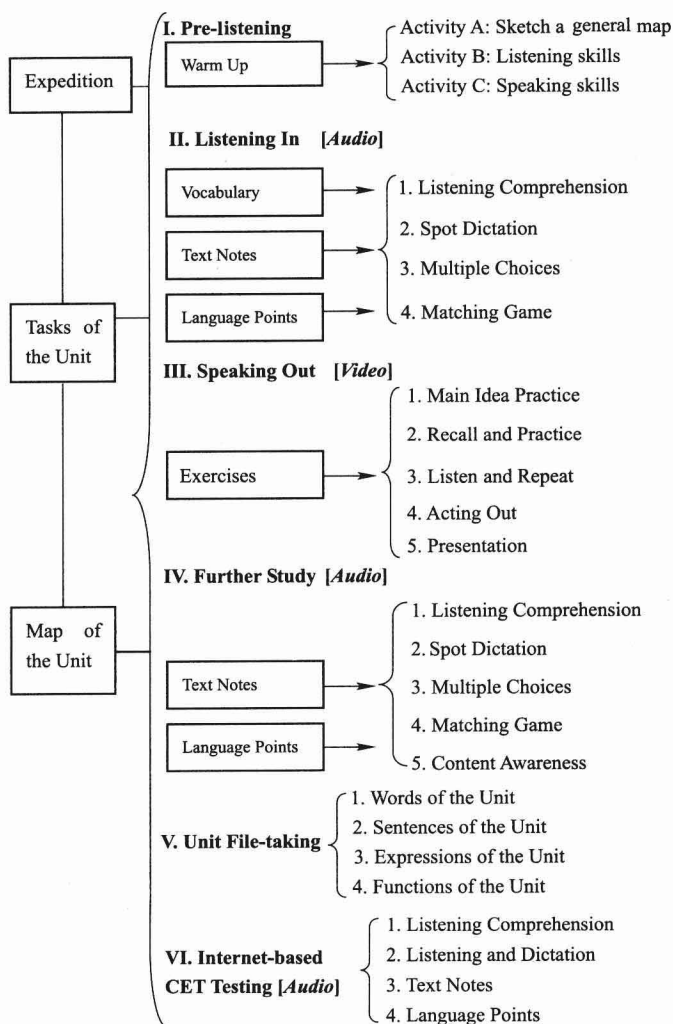 Expedition
Tasks of
the Unit
Map of
the Unit
I. Pre-listening
Warm Up
Activity A: Sketch a general map
Activity B: Listening skills
Activity C: Speaking skills
II. Listening In [Audio]
Vocabulary
Text Notes
Language Points
1. Listening Comprehension
2. Spot Dictation
3. Multiple Choices
4. Matching Game
III. Speaking Out [Video]
Exercises
1. Main Idea Practice
2. Recall and Practice
3. Listen and Repeat
4. Acting Out
5. Presentation
IV. Further Study [Audio]
Text Notes
Language Points
1. Listening Comprehension
2. Spot Dictation
3. Multiple Choices
4. Matching Game
5. Content Awareness
V. Unit File-taking
1. Words of the Unit
2. Sentences of the Unit
3. Expressions of the Unit
4. Functions of the Unit
VI. Internet-based
CET Testing [Audio]
1. Listening Comprehension
2. Listening and Dictation
3. Text Notes
4. Language Points